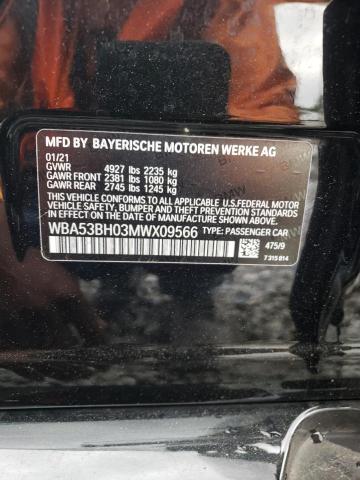 MFD BY BAYERISCHE MOTOREN WERKE AG
01/21
GVWR 4927 lbs 2235 kg
GAWR FRONT 2381 lbs 1080 kg
GAWR REAR 2745 lbs 1245 kg
THIS VEHICLE CONFORMS TO ALL APPLICABLE U.S.FEDERAL MOTOR
VEHICLE SAFETY, BUMPER AND THEFT PREVENTION STANDARDS
IN EFFECT ON THE DATE OF MANUFACTURE SHOWN ABOVE.
WBA53BH03MWX09566 TYPE: PASSENGER CAR
475/9
7 315 814